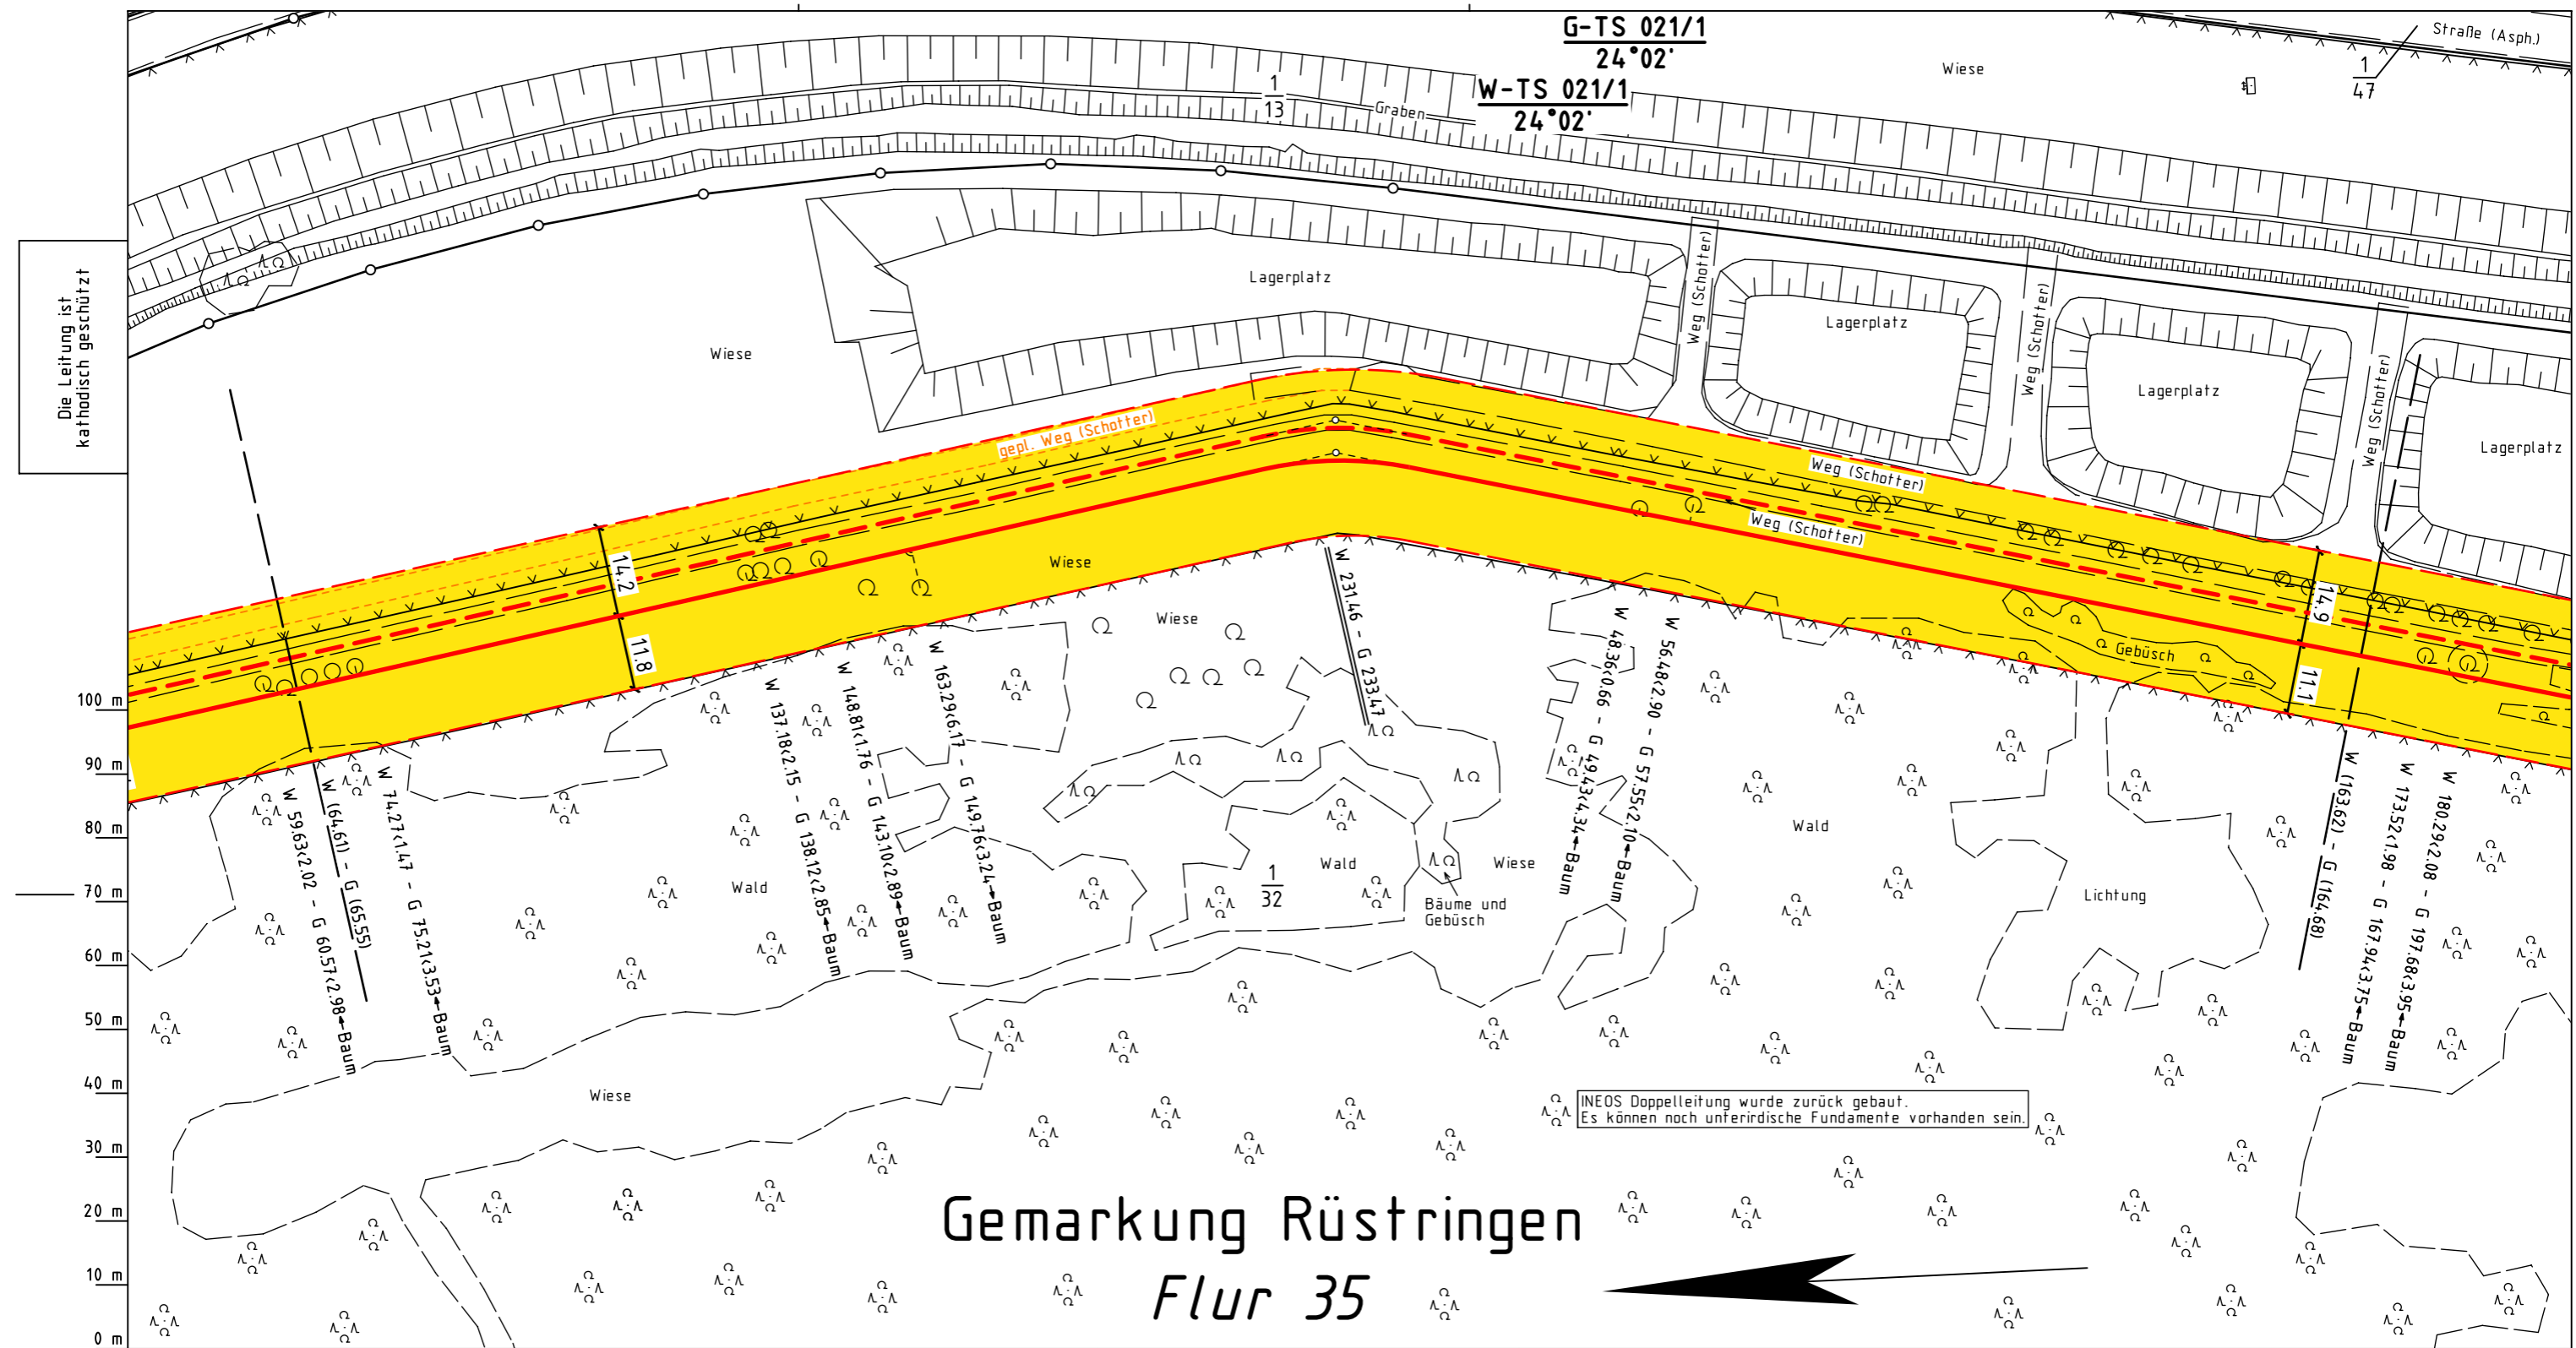 G-TS 021/1
24°02'
W-TS 021/1
24°02'
Straße (Asph.)
1
47
Wiese
1
13
Graben
Die Leitung ist
kathodisch geschützt
Lagerplatz
Weg (Schotter)
Lagerplatz
Weg (Schotter)
Lagerplatz
Weg (Schotter)
Lagerplatz
Wiese
gepl. Weg (Schotter)
Weg (Schotter)
Weg (Schotter)
Wiese
14.2
11.8
14.9
11.1
Gebüsch
Wiese
W 59.63<2.02 - G 60.57<2.98 Baum
W (64.61) - G (65.55)
W 74.27<1.47 - G 75.21<3.53 Baum
W 137.18<2.15 - G 138.12<2.85 Baum
W 148.81<1.76 - G 143.10<2.89 Baum
W 163.29<6.17 - G 149.76<3.24 Baum
W 231.46 - G 233.47
W 48.36<0.66 - G 49.43<4.34 Baum
W 56.48<2.90 - G 57.55<2.10 Baum
W (163.62) - G (164.68)
W 173.52<1.98 - G 167.94<3.75 Baum
W 180.29<2.08 - G 197.68<3.95 Baum
100 m
90 m
80 m
70 m
60 m
50 m
40 m
30 m
20 m
10 m
0 m
Wald
Wald
1
32
Wiese
Bäume und
Gebüsch
Wald
Lichtung
Wiese
INEOS Doppelleitung wurde zurück gebaut.
Es können noch unterirdische Fundamente vorhanden sein.
Gemarkung Rüstringen
Flur 35